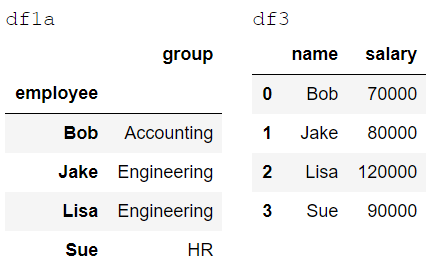 df1a df3
group
employee
Bob Accounting
Jake Engineering
Lisa Engineering
Sue HR
name salary
0 Bob 70000
1 Jake 80000
2 Lisa 120000
3 Sue 90000